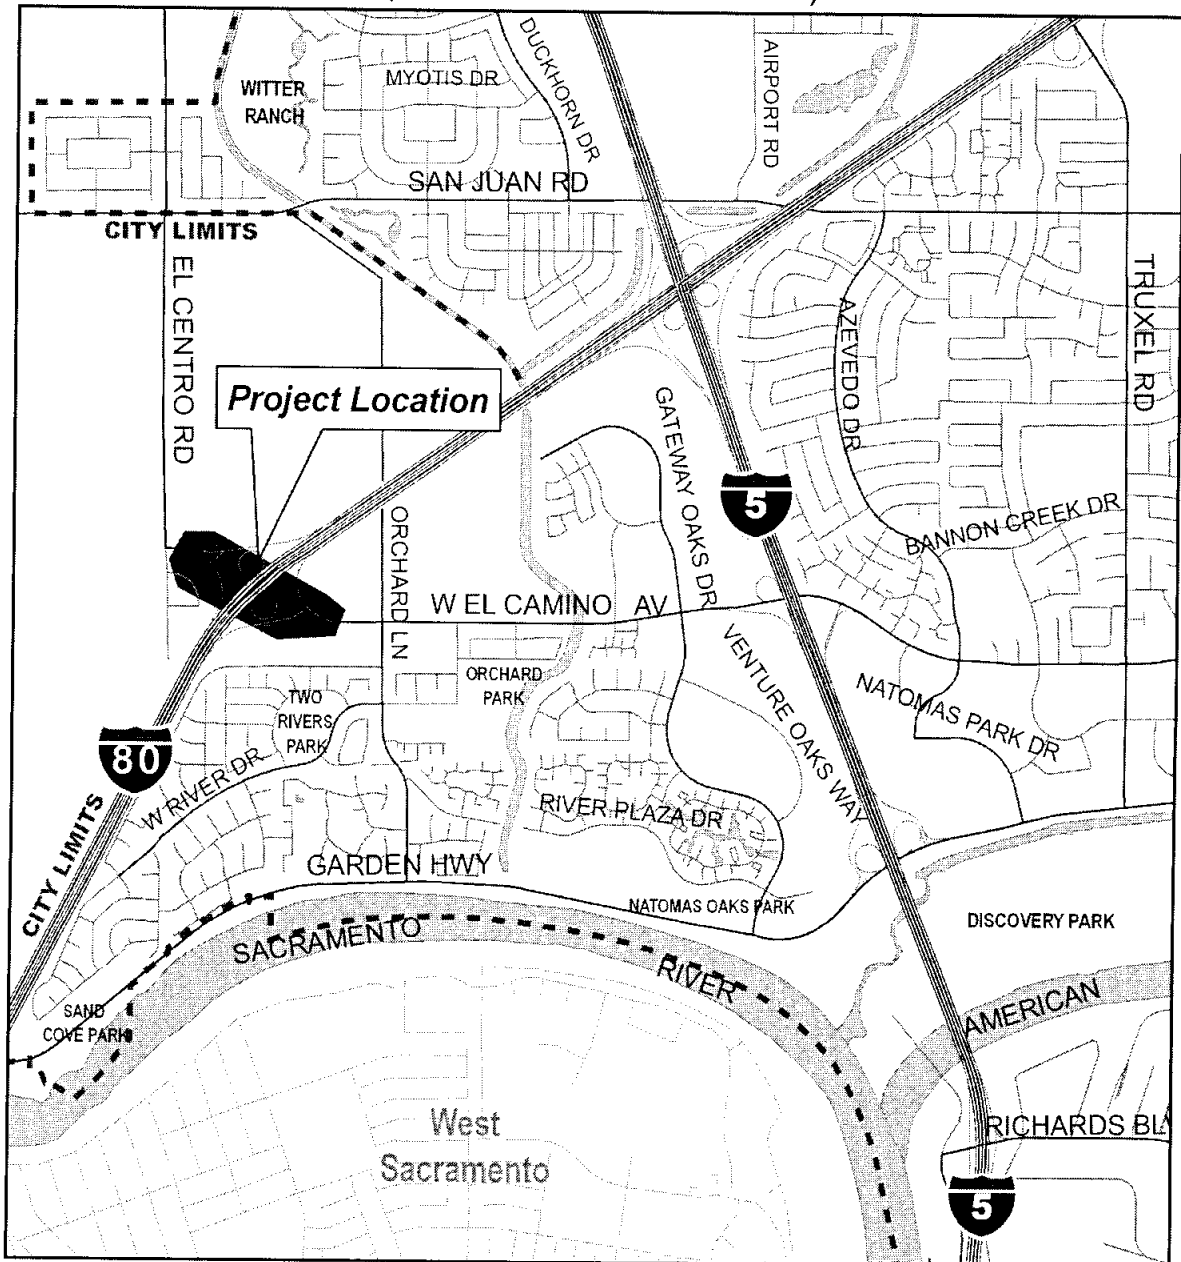 WITTER
RANCH
MYOTIS DR
DUCKHORN DR
AIRPORT RD
SAN JUAN RD
CITY LIMITS
EL CENTRO RD
TRUXEL RD
AZEVEDO DR
Project Location
GATEWAY OAKS DR
5
ORCHARD LN
BANNON CREEK DR
W EL CAMINO AV
VENTURE OAKS WAY
ORCHARD
PARK
TWO
RIVERS
PARK
NATOMAS PARK DR
80
W RIVER DR
CITY LIMITS
RIVER PLAZA DR
GARDEN HWY
NATOMAS OAKS PARK
DISCOVERY PARK
SACRAMENTO
RIVER
AMERICAN
SAND
COVE PARK
West
Sacramento
RICHARDS BL
5